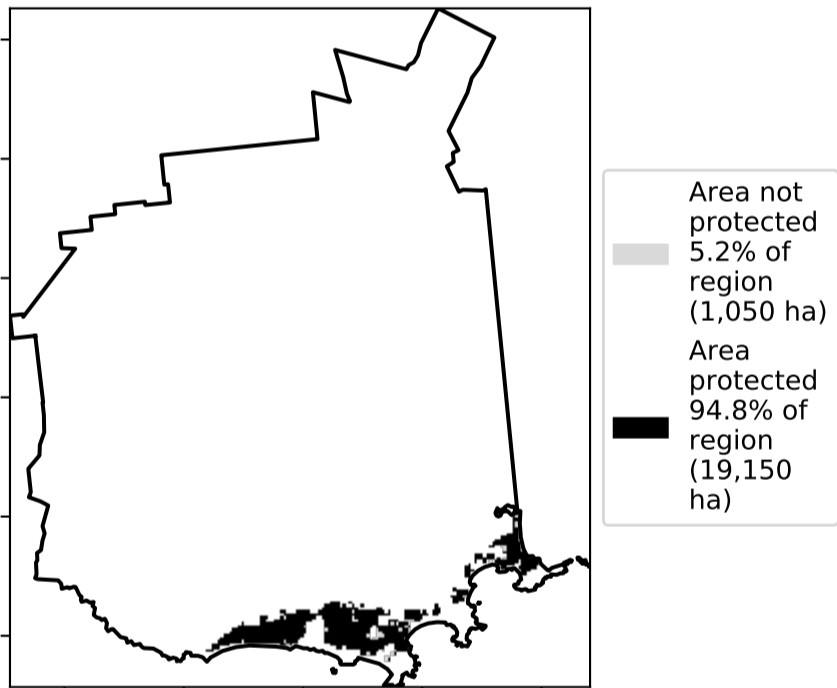 Area not
protected
5.2% of
region
(1,050 ha)
Area
protected
94.8% of
region
(19,150
ha)